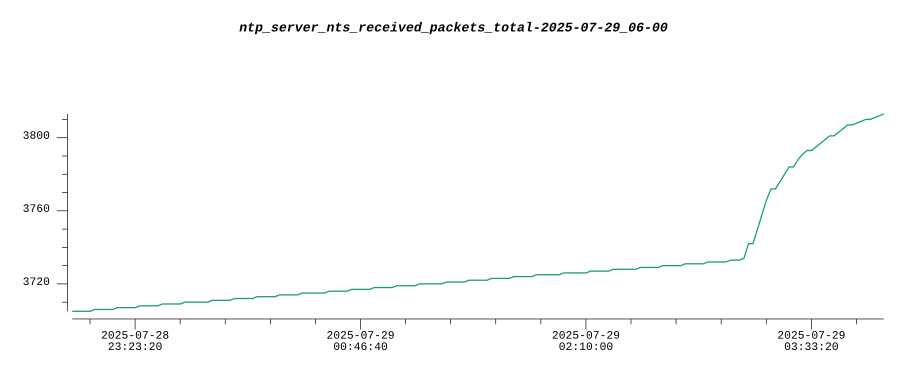 ntp_server_nts_received_packets_total-2025-07-29_06-00
3800
3760
3720
2025-07-28 2025-07-29 2025-07-29 2025-07-29
23:23:20 00:46:40 02:10:00 03:33:20